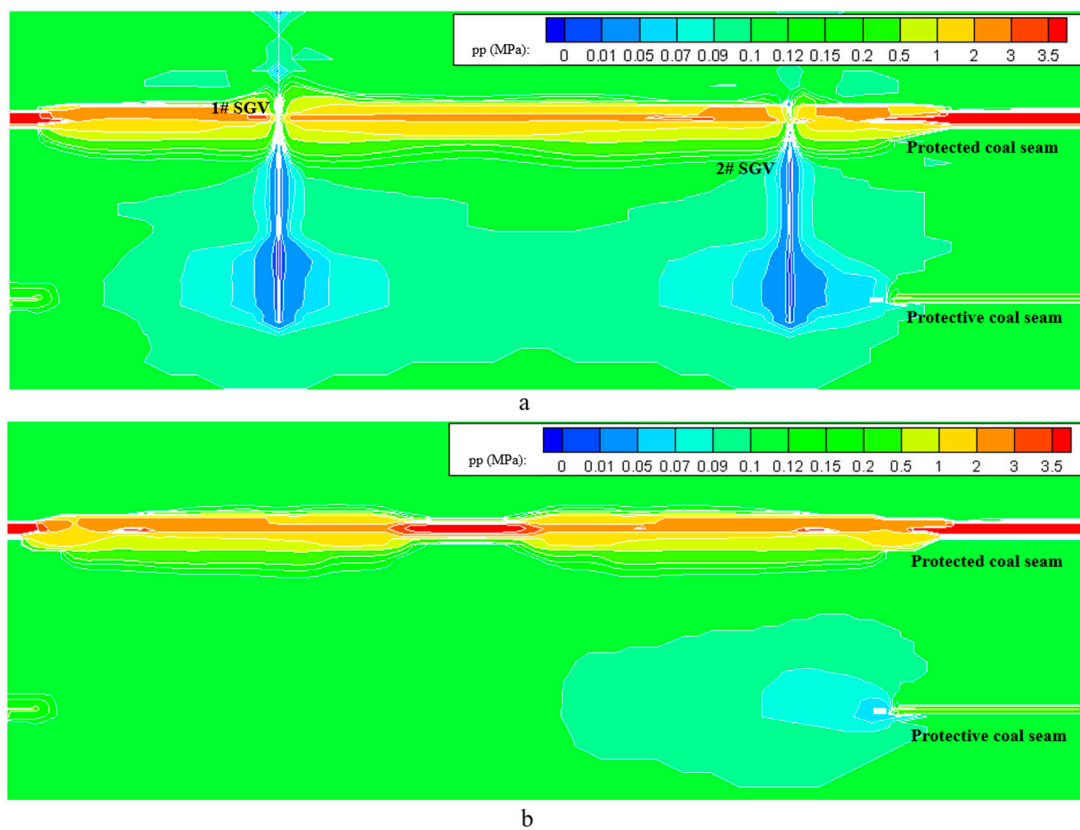 pp (MPa):
0 0.01 0.05 0.07 0.09 0.1 0.12 0.15 0.2 0.5 1 2 3 3.5
1# SGV
Protected coal seam
2# SGV
Protective coal seam
a
pp (MPa):
0 0.01 0.05 0.07 0.09 0.1 0.12 0.15 0.2 0.5 1 2 3 3.5
Protected coal seam
Protective coal seam
b